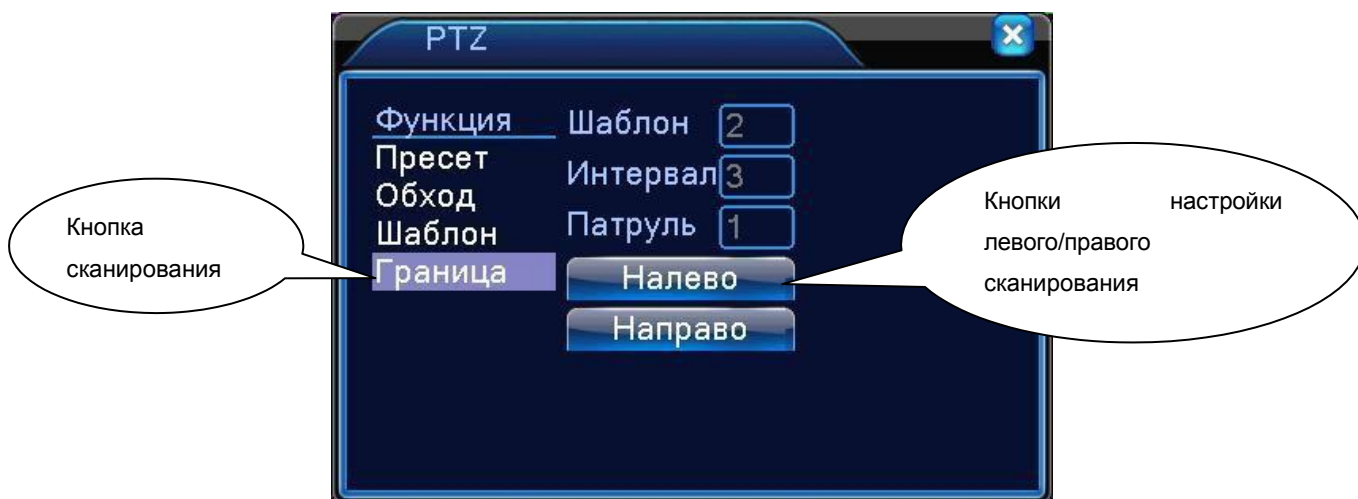 PTZ
Функция
Пресет
Обход
Шаблон
Граница
Шаблон 2
Интервал 3
Патруль 1
Налево
Направо
Кнопка
сканирования
Кнопки настройки
левого/правого
сканирования